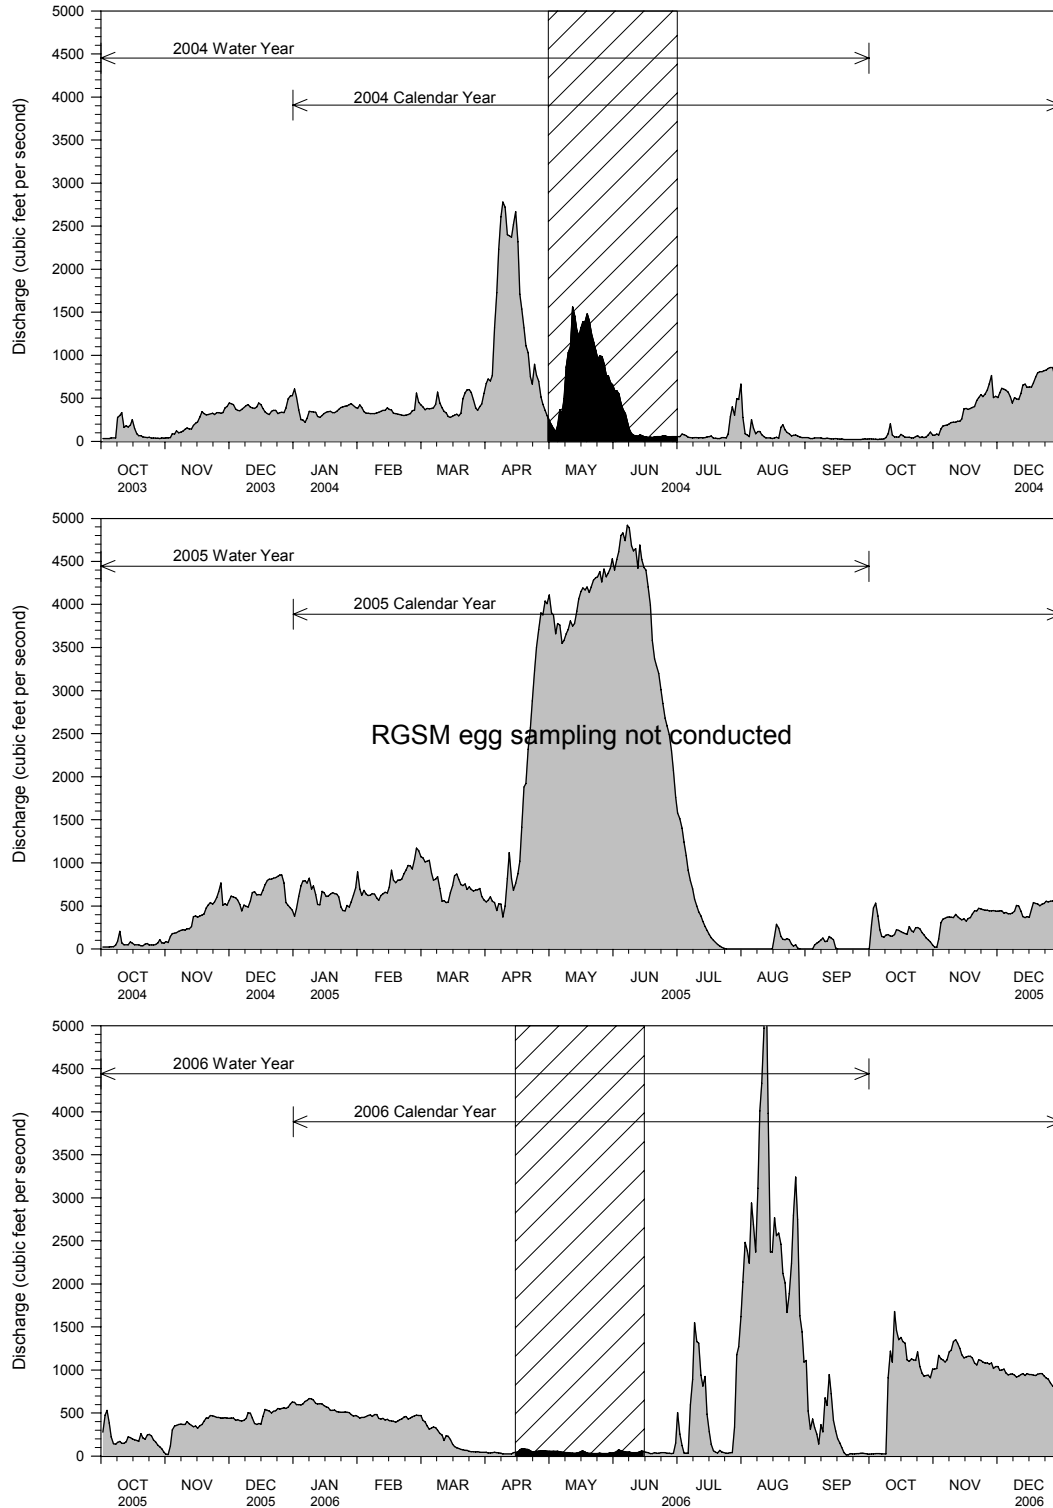 5000
4500
4000
3500
3000
2500
2000
1500
1000
500
0
Discharge (cubic feet per second)
2004 Water Year
2004 Calendar Year
OCT NOV DEC JAN FEB MAR APR MAY JUN JUL AUG SEP OCT NOV DEC
2003 2003 2004 2004 2004
5000
4500
4000
3500
3000
2500
2000
1500
1000
500
0
Discharge (cubic feet per second)
2005 Water Year
2005 Calendar Year
RGSM egg sampling not conducted
OCT NOV DEC JAN FEB MAR APR MAY JUN JUL AUG SEP OCT NOV DEC
2004 2004 2005 2005 2005
5000
4500
4000
3500
3000
2500
2000
1500
1000
500
0
Discharge (cubic feet per second)
2006 Water Year
2006 Calendar Year
OCT NOV DEC JAN FEB MAR APR MAY JUN JUL AUG SEP OCT NOV DEC
2005 2005 2006 2006 2006